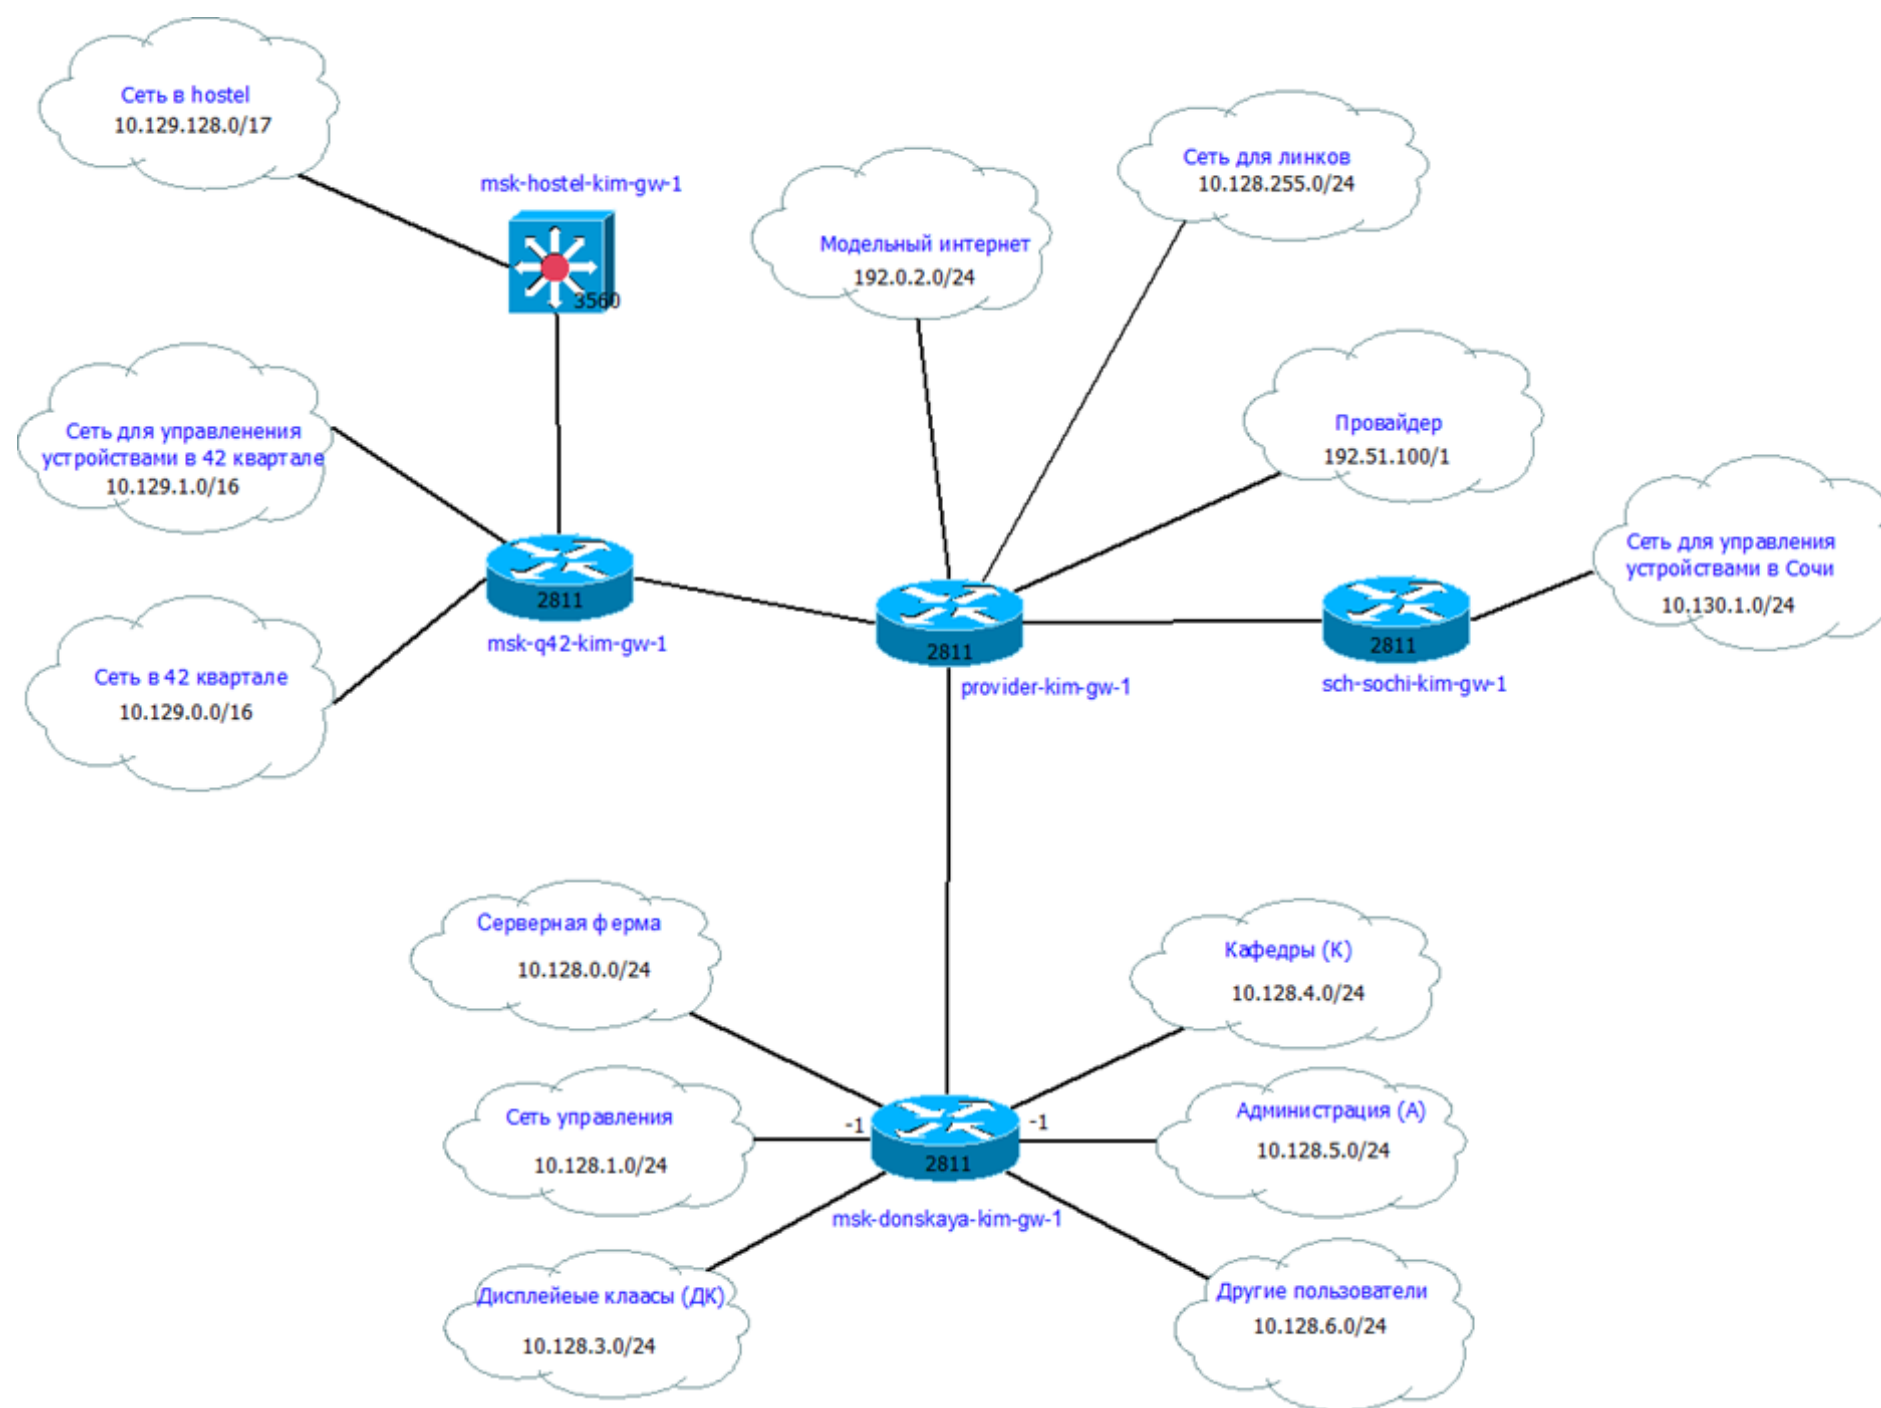 Сеть в hostel
10.129.128.0/17
msk-hostel-kim-gw-1
3560
Модельный интернет
192.0.2.0/24
Сеть для линков
10.128.255.0/24
Провайдер
192.51.100/1
Сеть для управленения
устройствами в 42 квартале
10.129.1.0/16
2811
msk-q42-kim-gw-1
Сеть в 42 квартале
10.129.0.0/16
2811
provider-kim-gw-1
2811
sch-sochi-kim-gw-1
Сеть для управления
устройствами в Сочи
10.130.1.0/24
Серверная ферма
10.128.0.0/24
Кафедры (К)
10.128.4.0/24
Сеть управления
10.128.1.0/24
-1
2811
-1
msk-donskaya-kim-gw-1
Администрация (А)
10.128.5.0/24
Дисплейеые клаасы (ДК)
10.128.3.0/24
Другие пользователи
10.128.6.0/24